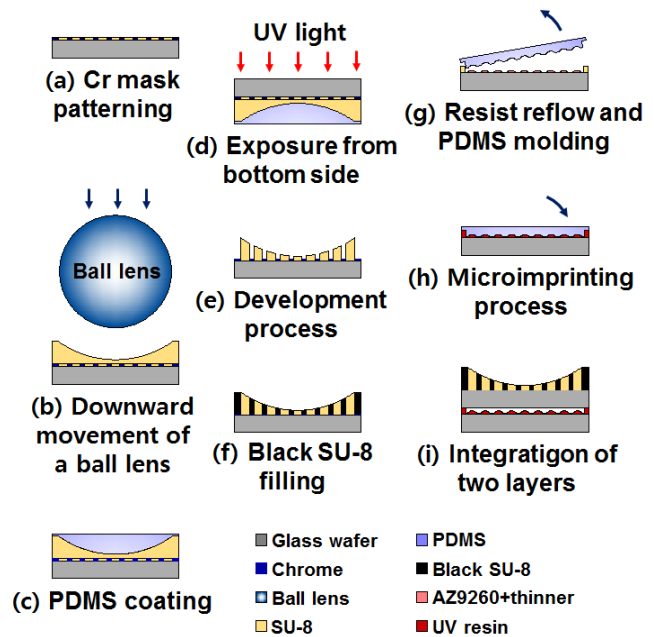 (a) Cr mask
patterning
Ball lens
(b) Downward
movement of
a ball lens
(c) PDMS coating
UV light
(d) Exposure from
bottom side
(e) Development
process
(f) Black SU-8
filling
(g) Resist reflow and
PDMS molding
(h) Microimprinting
process
(i) Integratigon of
two layers
Glass wafer
Chrome
Ball lens
SU-8
PDMS
Black SU-8
AZ9260+thinner
UV resin